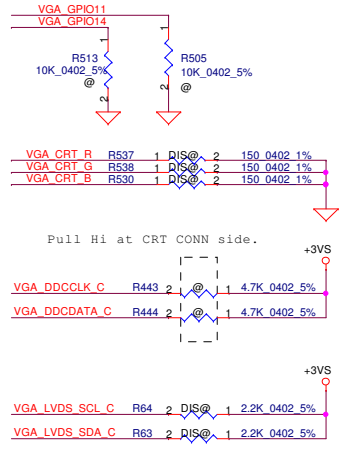 VGA_GPIO11
VGA_GPIO14
1
1
R513
10K_0402_5%
@
2
R505
10K_0402_5%
@
2
VGA_CRT_R R537 1 DIS@ 2 150_0402_1%
VGA_CRT_G R538 1 DIS@ 2 150_0402_1%
VGA_CRT_B R530 1 DIS@ 2 150_0402_1%
Pull Hi at CRT CONN side.
+3VS
VGA_DDCCLK_C R443 2 @ 1 4.7K_0402_5%
VGA_DDCDATA_C R444 2 @ 1 4.7K_0402_5%
+3VS
VGA_LVDS_SCL_C R64 2 DIS@ 1 2.2K_0402_5%
VGA_LVDS_SDA_C R63 2 DIS@ 1 2.2K_0402_5%